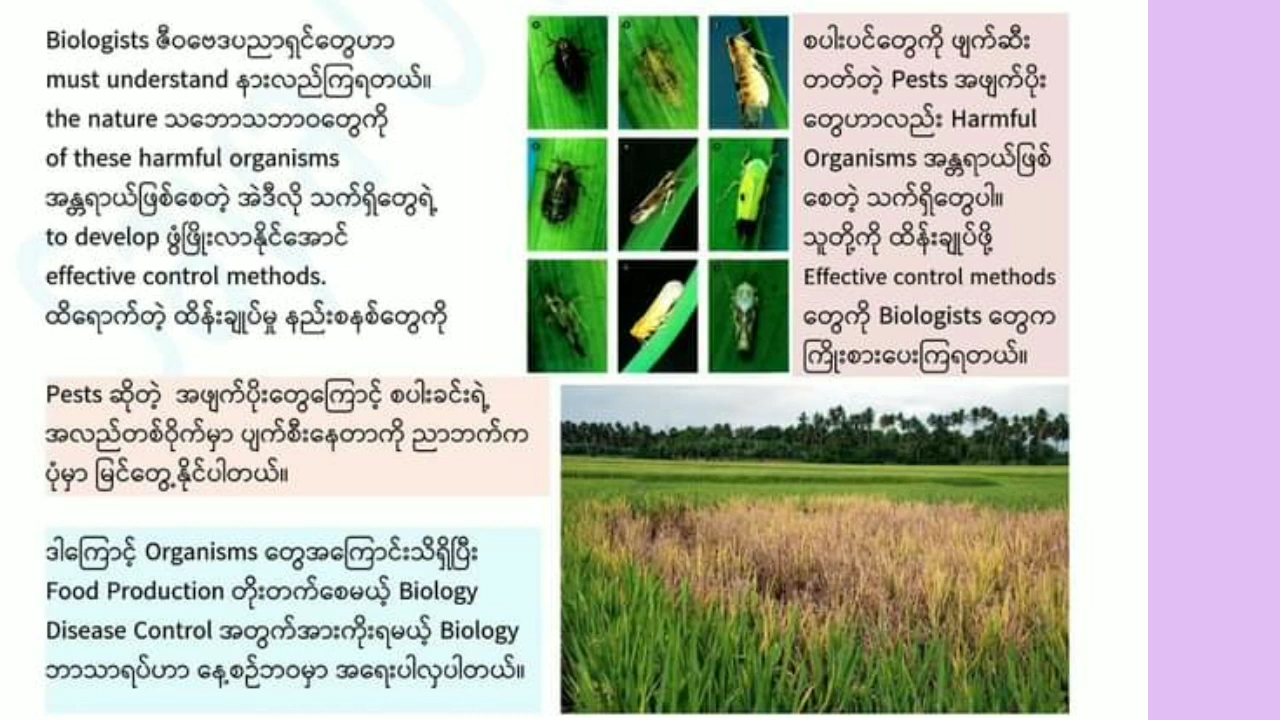 Biologists ဇီဝဗေဒပညာရှင်တွေဟာ
must understand နားလည်ကြရတယ်။
the nature သဘောသဘာဝတွေကို
of these harmful organisms
အန္တရာယ်ဖြစ်စေတဲ့ အဲဒီလို သက်ရှိတွေရဲ့
to develop ဖွံ့ဖြိုးလာနိုင်အောင်
effective control methods.
ထိရောက်တဲ့ ထိန်းချုပ်မှု နည်းစနစ်တွေကို
စပါးပင်တွေကို ဖျက်ဆီး
တတ်တဲ့ Pests အဖျက်ပိုး
တွေဟာလည်း Harmful
Organisms အန္တရာယ်ဖြစ်
စေတဲ့ သက်ရှိတွေပါ။
သူတို့ကို ထိန်းချုပ်ဖို့
Effective control methods
တွေကို Biologists တွေက
ကြိုးစားပေးကြရတယ်။
Pests ဆိုတဲ့ အဖျက်ပိုးတွေကြောင့် စပါးခင်းရဲ့
အလည်တစ်ဝိုက်မှာ ပျက်စီးနေတာကို ညာဘက်က
ပုံမှာ မြင်တွေ့နိုင်ပါတယ်။
ဒါကြောင့် Organisms တွေအကြောင်းသိရှိပြီး
Food Production တိုးတက်စေမယ့် Biology
Disease Control အတွက်အားကိုးရမယ့် Biology
ဘာသာရပ်ဟာ နေ့စဉ်ဘဝမှာ အရေးပါလှပါတယ်။